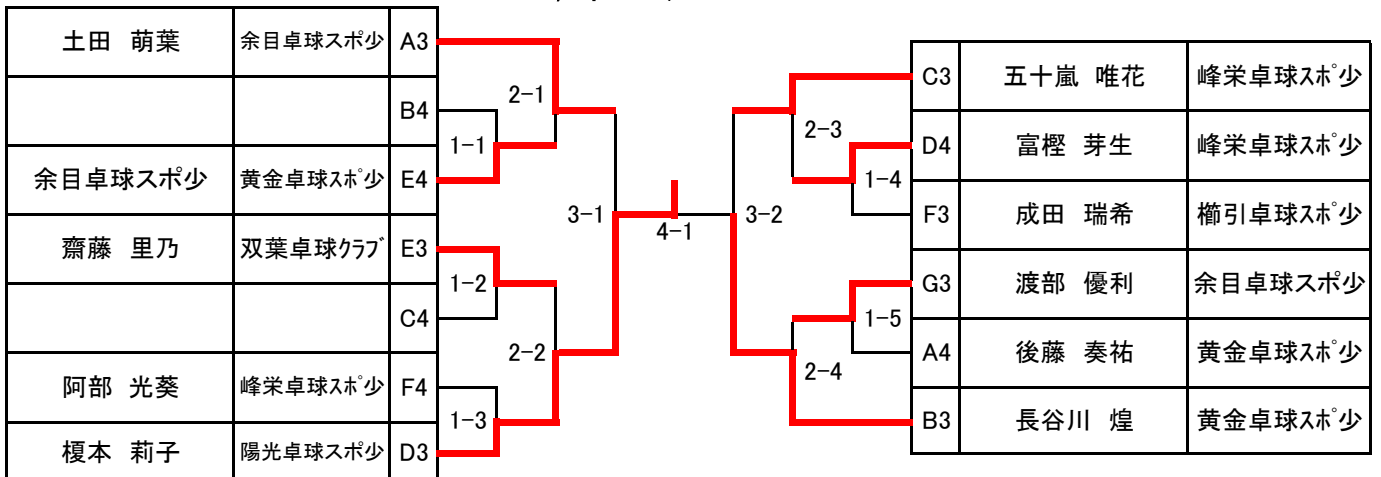 土田 萌葉 余目卓球スポ少 A3
B4
余目卓球スポ少 黄金卓球スポ少 E4
齋藤 里乃 双葉卓球クラブ E3
C4
阿部 光葵 峰栄卓球スポ少 F4
榎本 莉子 陽光卓球スポ少 D3
2-1
1-1
3-1
1-2
2-2
1-3
4-1
3-2
2-3
1-4
1-5
2-4
C3 五十嵐 唯花 峰栄卓球スポ少
D4 富樫 芽生 峰栄卓球スポ少
F3 成田 瑞希 櫛引卓球スポ少
G3 渡部 優利 余目卓球スポ少
A4 後藤 奏祐 黄金卓球スポ少
B3 長谷川 煌 黄金卓球スポ少